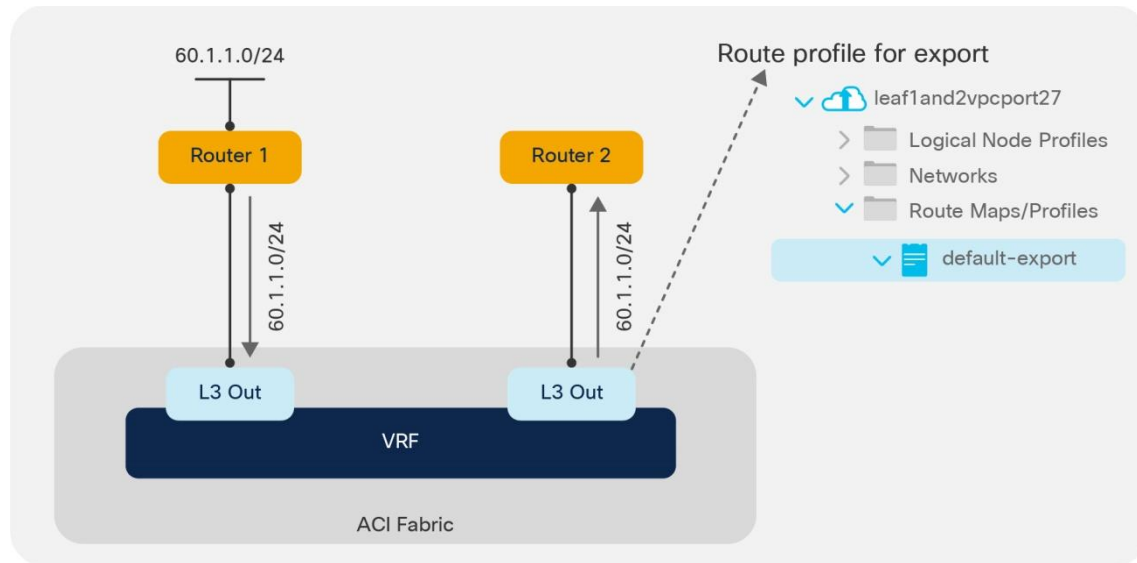 60.1.1.0/24
Router 1
60.1.1.0/24
L3 Out
Router 2
60.1.1.0/24
L3 Out
VRF
ACI Fabric
Route profile for export
leaf1and2vpcport27
Logical Node Profiles
Networks
Route Maps/Profiles
default-export